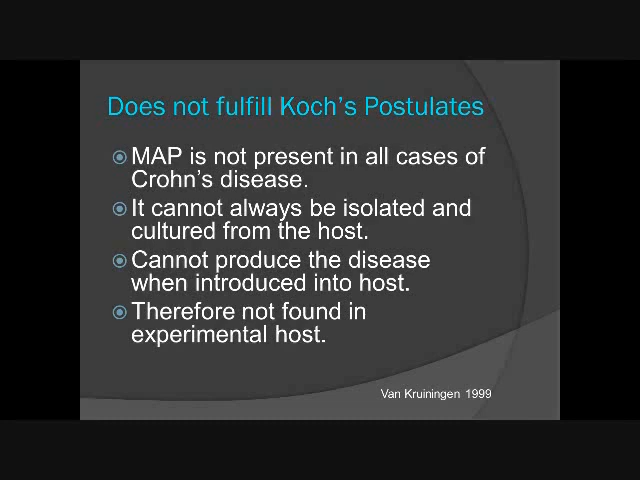 Does not fulfill Koch's Postulates
MAP is not present in all cases of
Crohn's disease.
It cannot always be isolated and
cultured from the host.
Cannot produce the disease
when introduced into host.
Therefore not found in
experimental host.
Van Kruiningen 1999